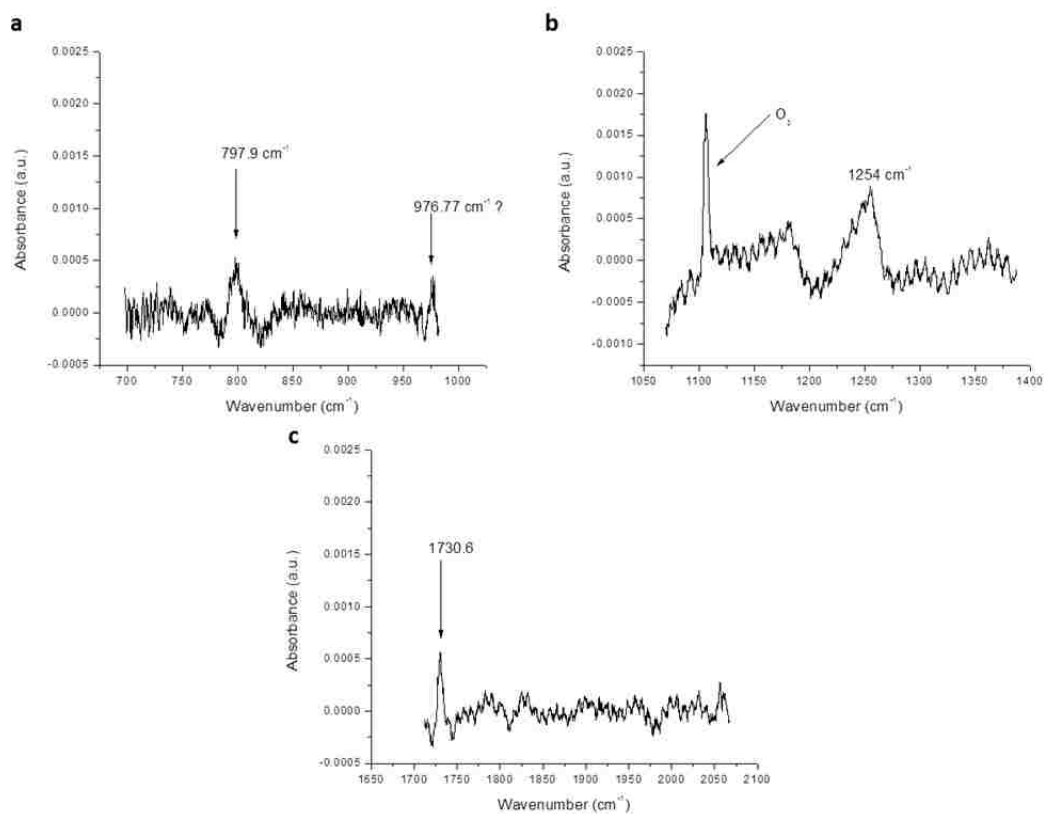 a
0.0025
0.0020
0.0015
0.0010
0.0005
0.0000
-0.0005
Absorbance (a.u.)
797.9 cm⁻¹
976.77 cm⁻¹ ?
700 750 800 850 900 950 1000
Wavenumber (cm⁻¹)
b
0.0025
0.0020
0.0015
0.0010
0.0005
0.0000
-0.0005
-0.0010
Absorbance (a.u.)
O₃
1254 cm⁻¹
1050 1100 1150 1200 1250 1300 1350 1400
Wavenumber (cm⁻¹)
c
0.0025
0.0020
0.0015
0.0010
0.0005
0.0000
-0.0005
Absorbance (a.u.)
1730.6
1650 1700 1750 1800 1850 1900 1950 2000 2050 2100
Wavenumber (cm⁻¹)